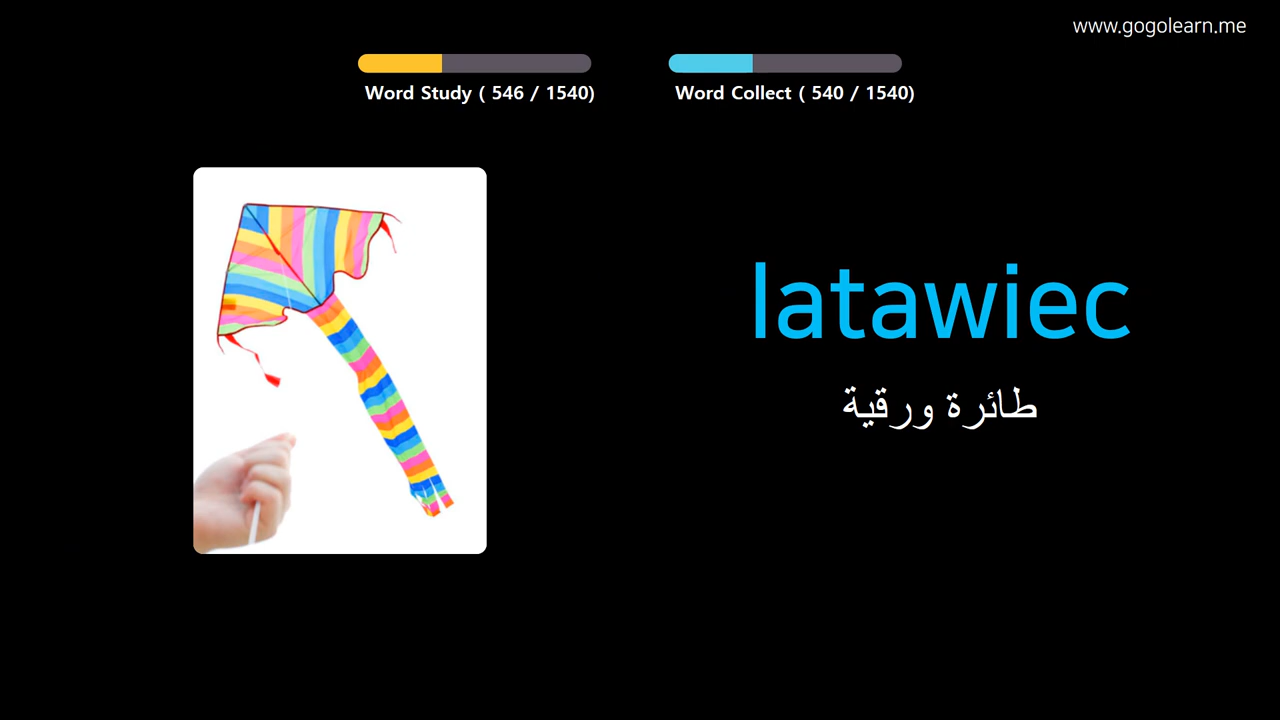 www.gogolearn.me
Word Study ( 546 / 1540)
Word Collect ( 540 / 1540)
latawiec
طائرة ورقية